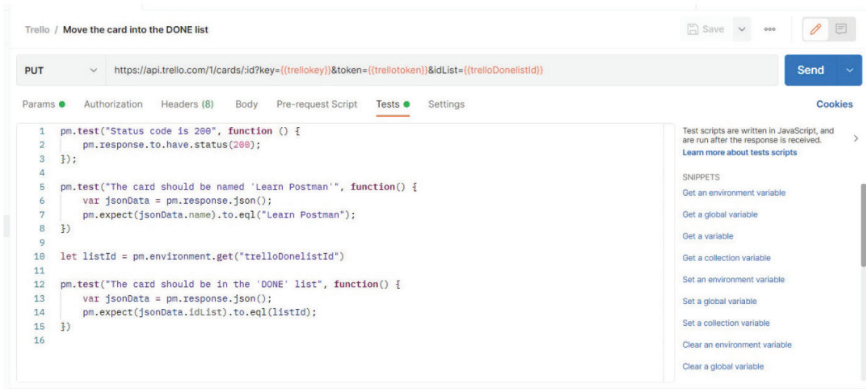 Trello / Move the card into the DONE list
Save
PUT
https://api.trello.com/1/cards/:id?key={{trellokey}}&token={{trellotoken}}&idList={{trelloDonelistId}}
Send
Params Authorization Headers (8) Body Pre-request Script Tests Settings
Cookies
1 pm.test("Status code is 200", function () {
2 pm.response.to.have.status(200);
3 });
4
5 pm.test("The card should be named 'Learn Postman'", function() {
6 var jsonData = pm.response.json();
7 pm.expect(jsonData.name).to.eql("Learn Postman");
8 })
9
10 let listId = pm.environment.get("trelloDonelistId")
11
12 pm.test("The card should be in the 'DONE' list", function() {
13 var jsonData = pm.response.json();
14 pm.expect(jsonData.idList).to.eql(listId);
15 })
16
Test scripts are written in JavaScript, and
are run after the response is received.
Learn more about tests scripts
SNIPPETS
Get an environment variable
Get a global variable
Get a variable
Get a collection variable
Set an environment variable
Set a global variable
Set a collection variable
Clear an environment variable
Clear a global variable